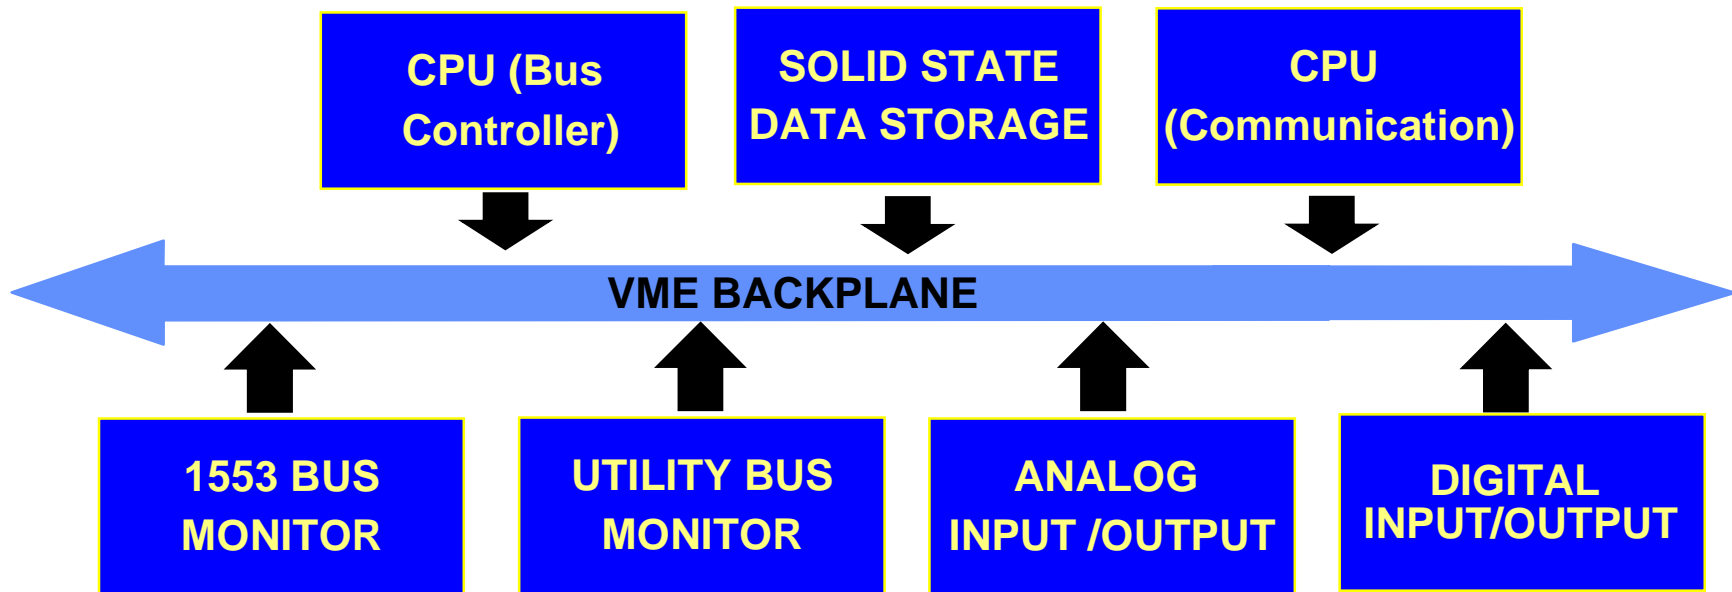 CPU (Bus
Controller)
SOLID STATE
DATA STORAGE
CPU
(Communication)
VME BACKPLANE
1553 BUS
MONITOR
UTILITY BUS
MONITOR
ANALOG
INPUT /OUTPUT
DIGITAL
INPUT/OUTPUT